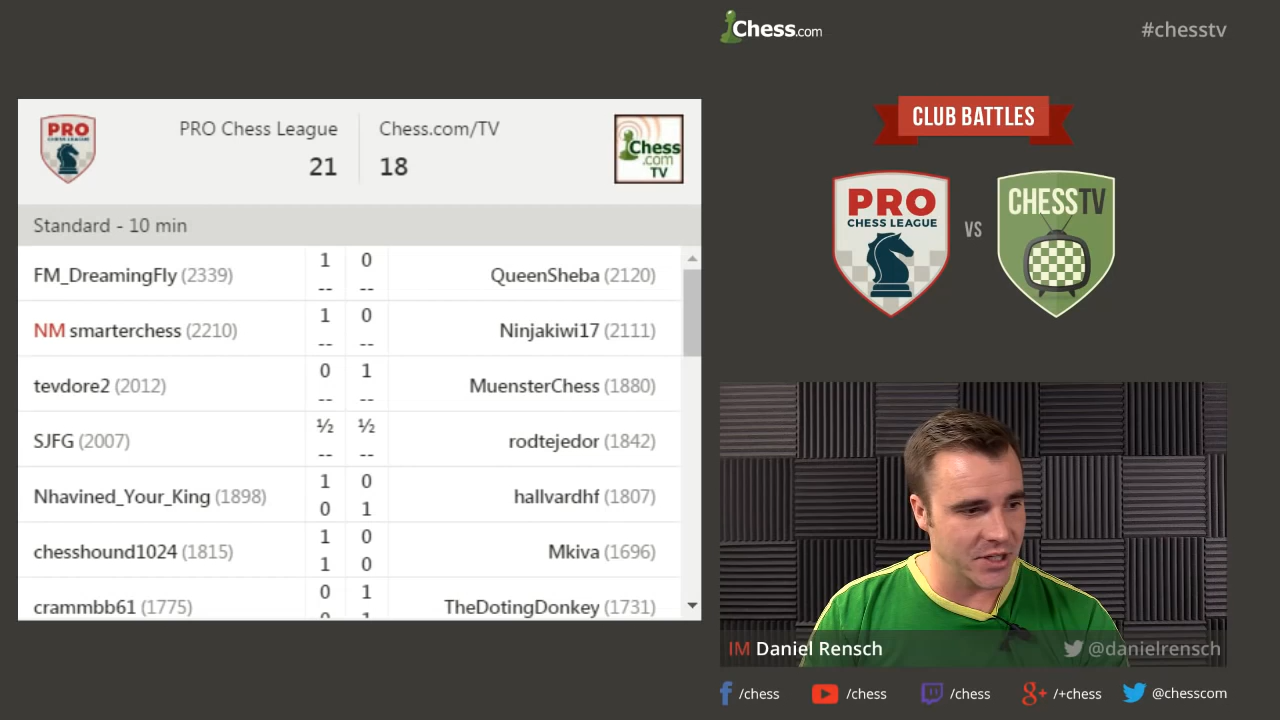 Chess.com
#chesstv
PRO
CHESS LEAGUE
PRO Chess League
21
Chess.com/TV
18
Chess
.com
TV
Standard - 10 min
FM_DreamingFly (2339)
1 0
-- --
QueenSheba (2120)
NM smarterchess (2210)
1 0
-- --
Ninjakiwi17 (2111)
tevdore2 (2012)
0 1
-- --
MuensterChess (1880)
SJFG (2007)
½ ½
-- --
rodtejedor (1842)
Nhavined_Your_King (1898)
1 0
0 1
hallvardhf (1807)
chesshound1024 (1815)
1 0
1 0
Mkiva (1696)
crammbb61 (1775)
0 1
TheDotingDonkey (1731)
CLUB BATTLES
PRO
CHESS LEAGUE
VS
CHESSTV
IM Daniel Rensch
@danielrensch
/chess
/chess
/chess
/+chess
@chesscom